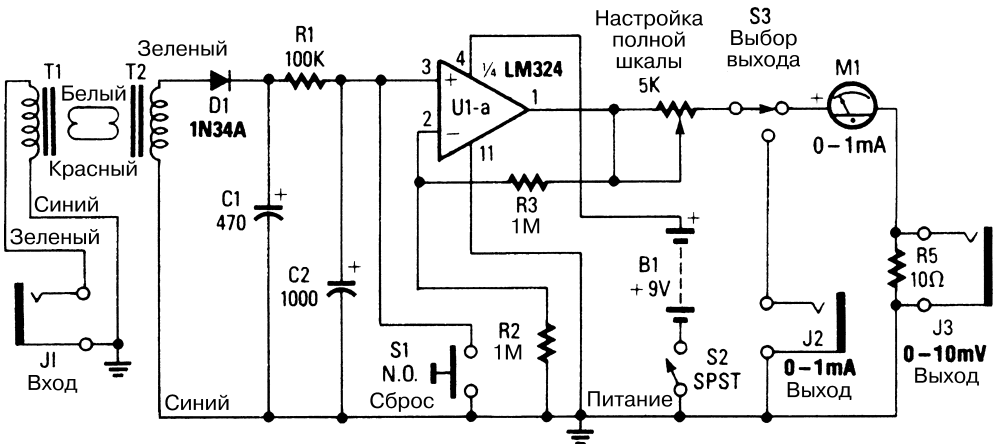 Зеленый
T1
T2
Белый
Красный
Синий
Зеленый
J1
Вход
D1
1N34A
R1
100K
C1
470
+
C2
1000
+
Синий
3
+
2
−
4
¼ LM324
U1-a
1
11
R3
1M
R2
1M
S1
N.O.
Сброс
Настройка
полной
шкалы
5K
S3
Выбор
выхода
M1
+
0–1mA
+
B1
+ 9V
S2
SPST
Питание
J2
0–1mA
Выход
R5
10Ω
J3
0–10mV
Выход